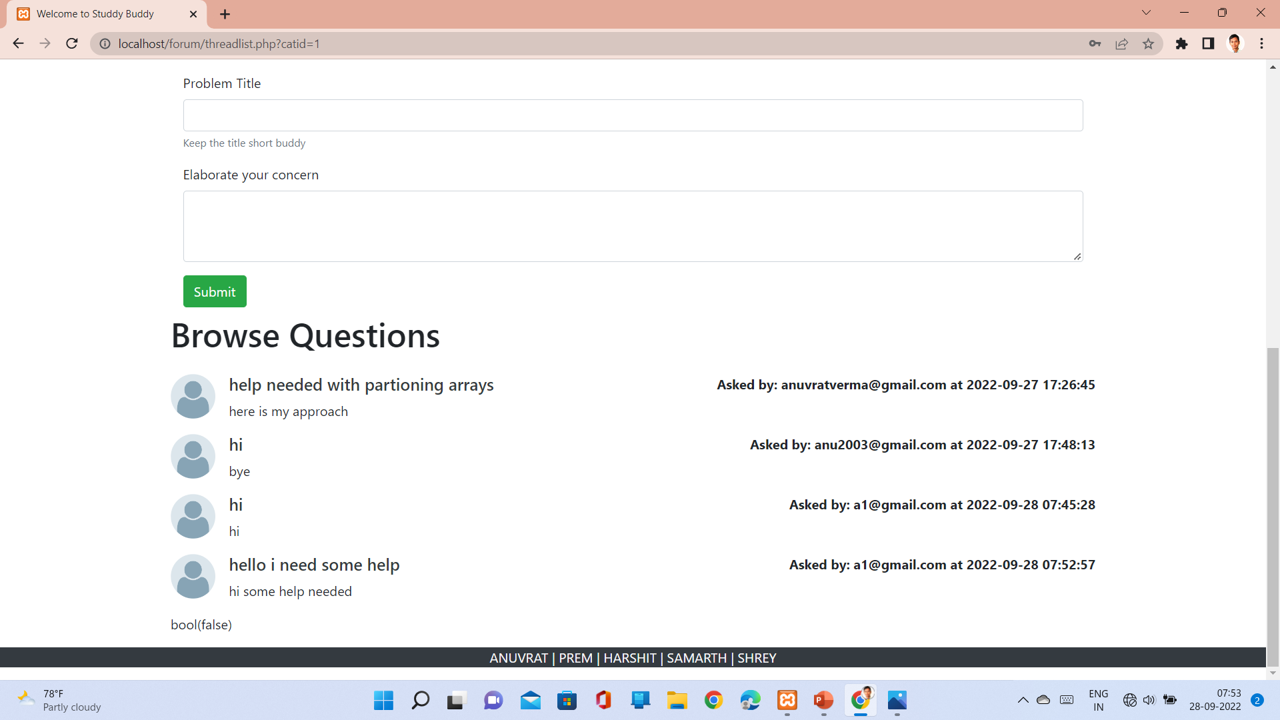 Welcome to Studdy Buddy
localhost/forum/threadlist.php?catid=1
Problem Title
Keep the title short buddy
Elaborate your concern
Submit
Browse Questions
help needed with partioning arrays Asked by: anuvratverma@gmail.com at 2022-09-27 17:26:45
here is my approach
hi Asked by: anu2003@gmail.com at 2022-09-27 17:48:13
bye
hi Asked by: a1@gmail.com at 2022-09-28 07:45:28
hi
hello i need some help Asked by: a1@gmail.com at 2022-09-28 07:52:57
hi some help needed
bool(false)
ANUVRAT | PREM | HARSHIT | SAMARTH | SHREY
78°F
Partly cloudy
ENG
IN
07:53
28-09-2022
2